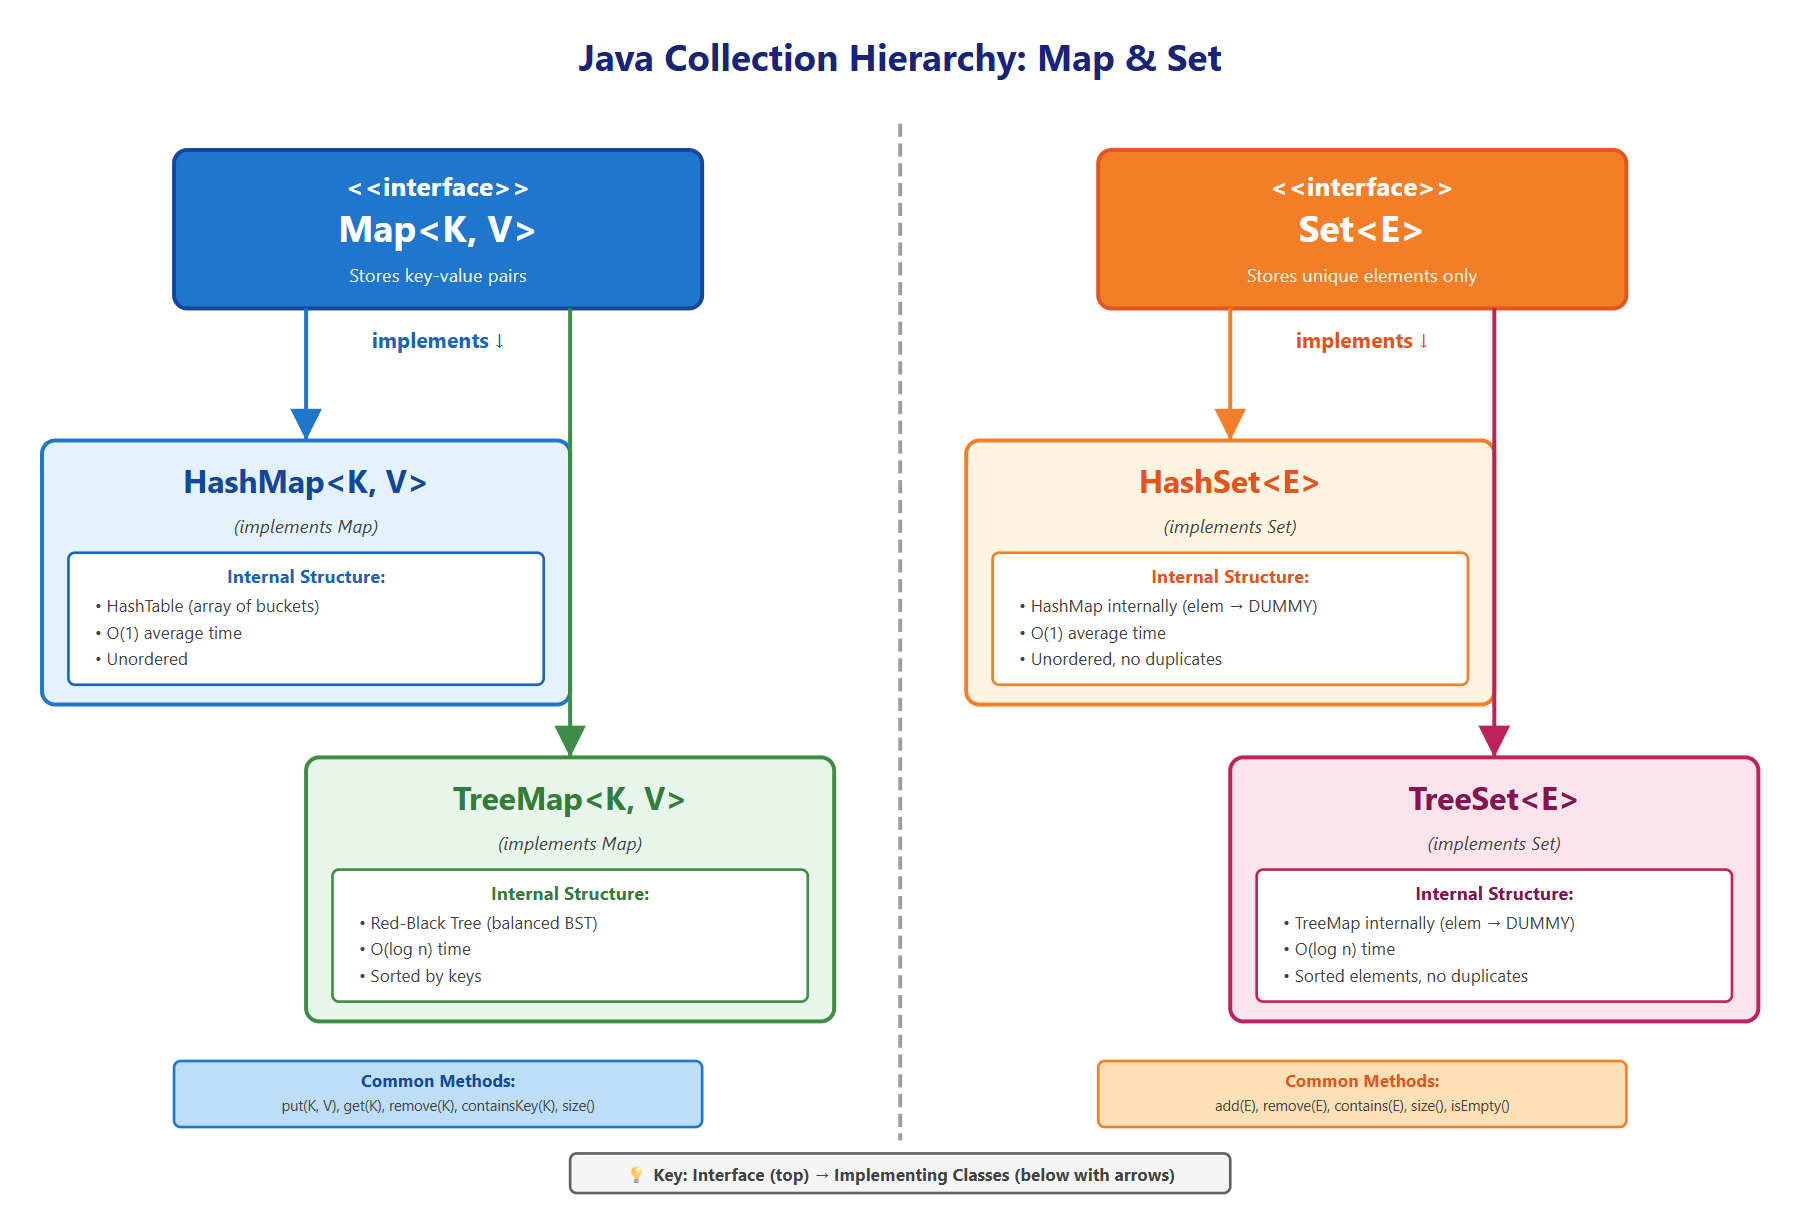 Java Collection Hierarchy: Map & Set
<<interface>>
Map<K, V>
Stores key-value pairs
implements ↓
HashMap<K, V>
(implements Map)
Internal Structure:
• HashTable (array of buckets)
• O(1) average time
• Unordered
TreeMap<K, V>
(implements Map)
Internal Structure:
• Red-Black Tree (balanced BST)
• O(log n) time
• Sorted by keys
Common Methods:
put(K, V), get(K), remove(K), containsKey(K), size()
<<interface>>
Set<E>
Stores unique elements only
implements ↓
HashSet<E>
(implements Set)
Internal Structure:
• HashMap internally (elem → DUMMY)
• O(1) average time
• Unordered, no duplicates
TreeSet<E>
(implements Set)
Internal Structure:
• TreeMap internally (elem → DUMMY)
• O(log n) time
• Sorted elements, no duplicates
Common Methods:
add(E), remove(E), contains(E), size(), isEmpty()
💡 Key: Interface (top) → Implementing Classes (below with arrows)